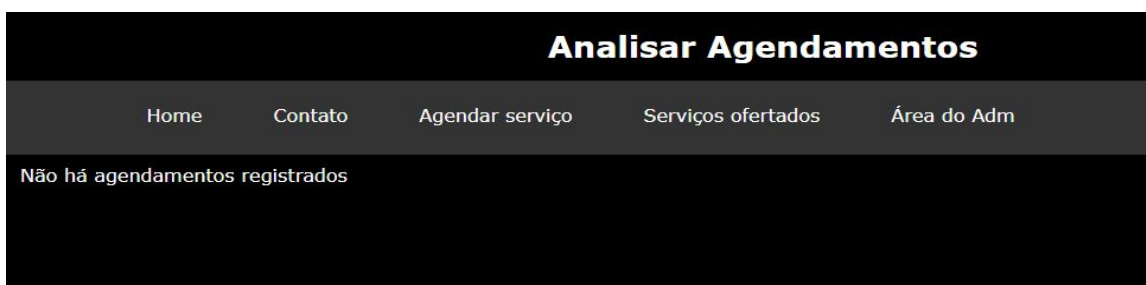 Analisar Agendamentos
Home Contato Agendar serviço Serviços ofertados Área do Adm
Não há agendamentos registrados